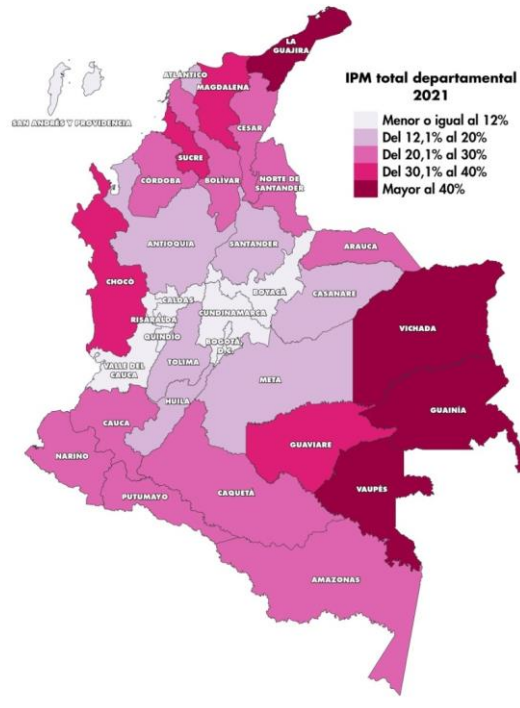 LA
GUAJIRA
IPM total departamental
2021
Menor o igual al 12%
Del 12,1% al 20%
Del 20,1% al 30%
Del 30,1% al 40%
Mayor al 40%
ATLÁNTICO
MAGDALENA
SAN ANDRÉS Y PROVIDENCIA
CESAR
SUCRE
CÓRDOBA
BOLÍVAR
NORTE DE
SANTANDER
ANTIOQUIA
SANTANDER
ARAUCA
CHOCO
BOYACÁ
CASANARE
CALDAS
CUNDINAMARCA
RISARALDA
QUINDÍO
BOGOTÁ
D.C.
VICHADA
VALLE DEL
CAUCA
TOLIMA
META
GUAINÍA
HUILA
CAUCA
GUAVIARE
NARINO
VAUPÉS
PUTUMAYO
CAQUETÁ
AMAZONAS